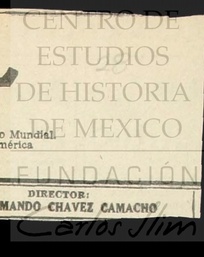 CENTRO DE
ESTUDIOS
DE HISTORIA
DE MEXICO
o Mundial.
mérica
FUNDACIÓN
DIRECTOR:
MANDO CHAVEZ CAMACHO
Carlos Slim